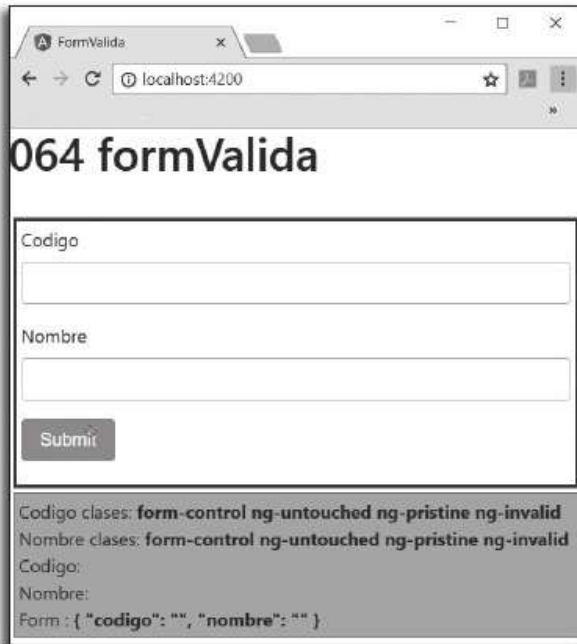 FormValida
localhost:4200
»
064 formValida
Codigo
Nombre
Submit
Codigo clases: form-control ng-untouched ng-pristine ng-invalid
Nombre clases: form-control ng-untouched ng-pristine ng-invalid
Codigo:
Nombre:
Form : { "codigo": "", "nombre": "" }